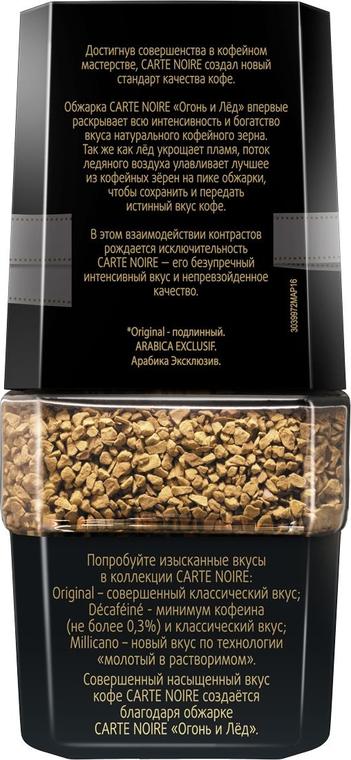 Достигнув совершенства в кофейном
мастерстве, CARTE NOIRE создал новый
стандарт качества кофе.
Обжарка CARTE NOIRE «Огонь и Лёд» впервые
раскрывает всю интенсивность и богатство
вкуса натурального кофейного зерна.
Так же как лёд укрощает пламя, поток
ледяного воздуха улавливает лучшее
из кофейных зёрен на пике обжарки,
чтобы сохранить и передать
истинный вкус кофе.
В этом взаимодействии контрастов
рождается исключительность
CARTE NOIRE – его безупречный
интенсивный вкус и непревзойденное
качество.
3039972MAP16
*Original - подлинный.
ARABICA EXCLUSIF.
Арабика Эксклюзив.
Попробуйте изысканные вкусы
в коллекции CARTE NOIRE:
Original – совершенный классический вкус;
Décaféiné - минимум кофеина
(не более 0,3%) и классический вкус;
Millicano – новый вкус по технологии
«молотый в растворимом».
Совершенный насыщенный вкус
кофе CARTE NOIRE создаётся
благодаря обжарке
CARTE NOIRE «Огонь и Лёд».